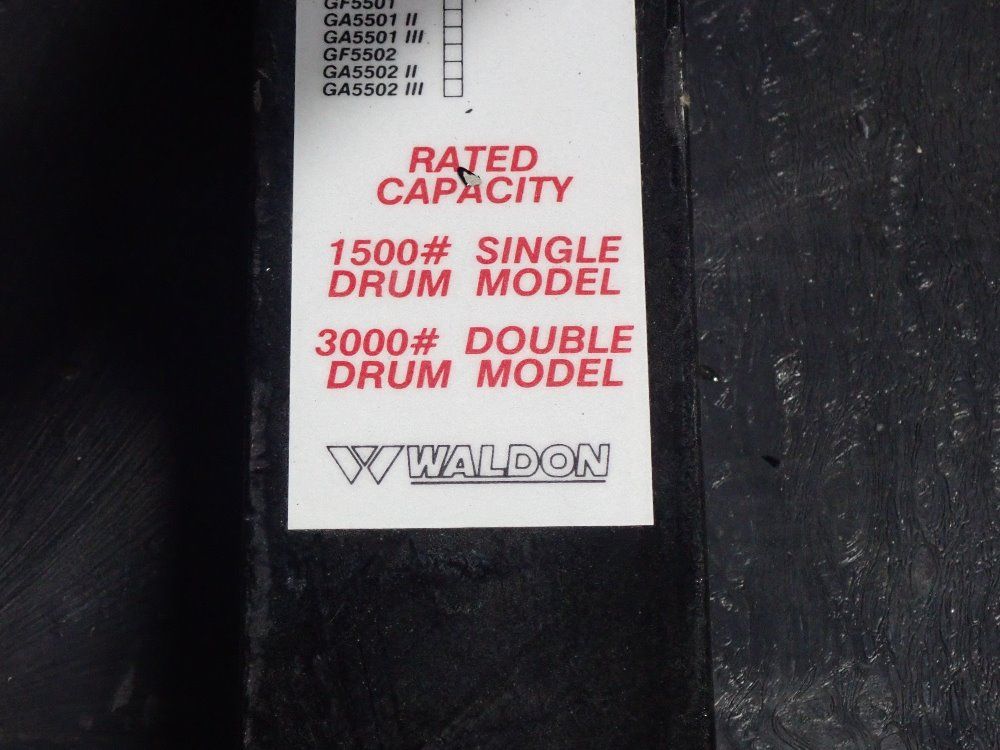 GF5501
GA5501 II
GA5501 III
GF5502
GA5502 II
GA5502 III
RATED
CAPACITY
1500# SINGLE
DRUM MODEL
3000# DOUBLE
DRUM MODEL
W WALDON